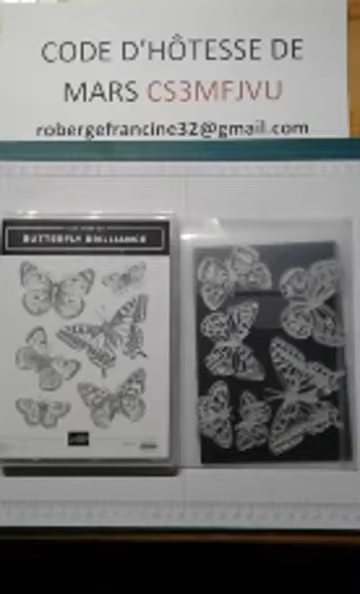 CODE D'HÔTESSE DE
MARS CS3MFJVU
robergefrancine32@gmail.com
BUTTERFLY BRILLIANCE